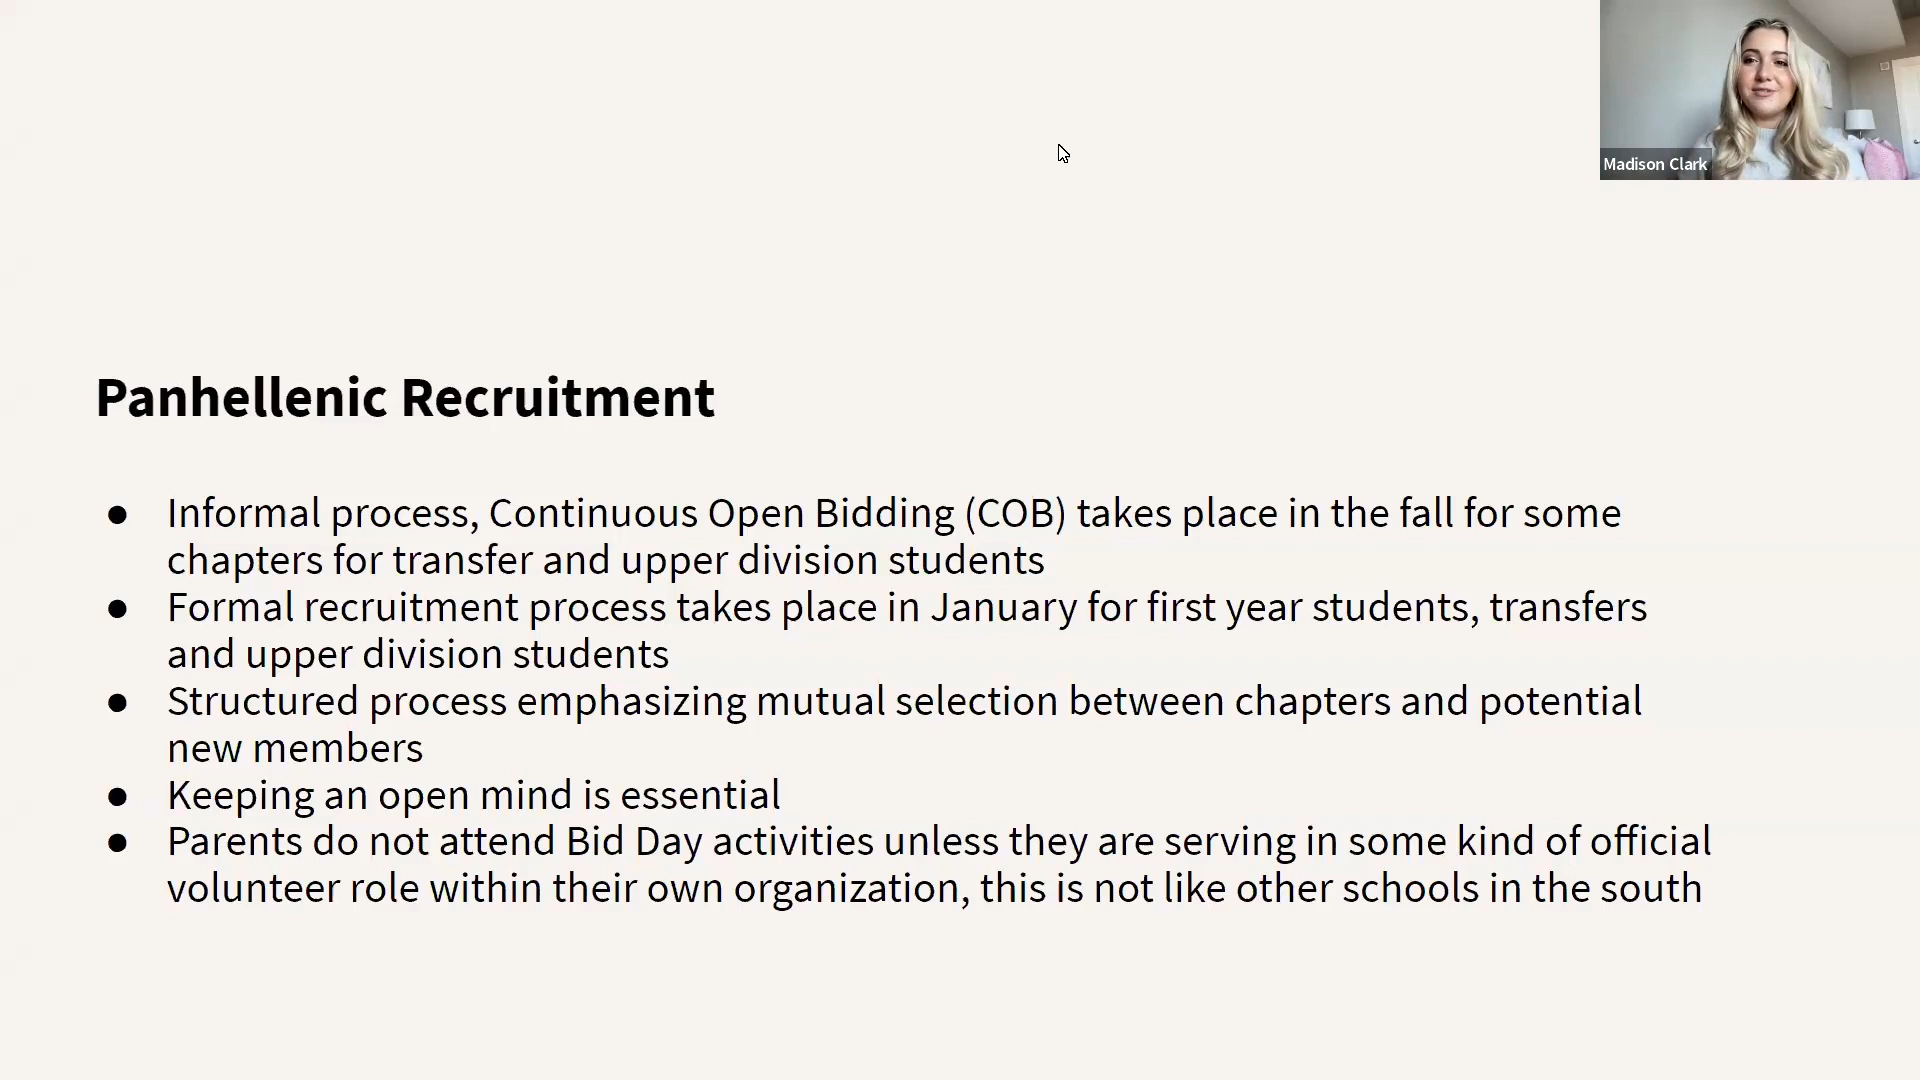 Madison Clark
Panhellenic Recruitment
● Informal process, Continuous Open Bidding (COB) takes place in the fall for some
chapters for transfer and upper division students
● Formal recruitment process takes place in January for first year students, transfers
and upper division students
● Structured process emphasizing mutual selection between chapters and potential
new members
● Keeping an open mind is essential
● Parents do not attend Bid Day activities unless they are serving in some kind of official
volunteer role within their own organization, this is not like other schools in the south